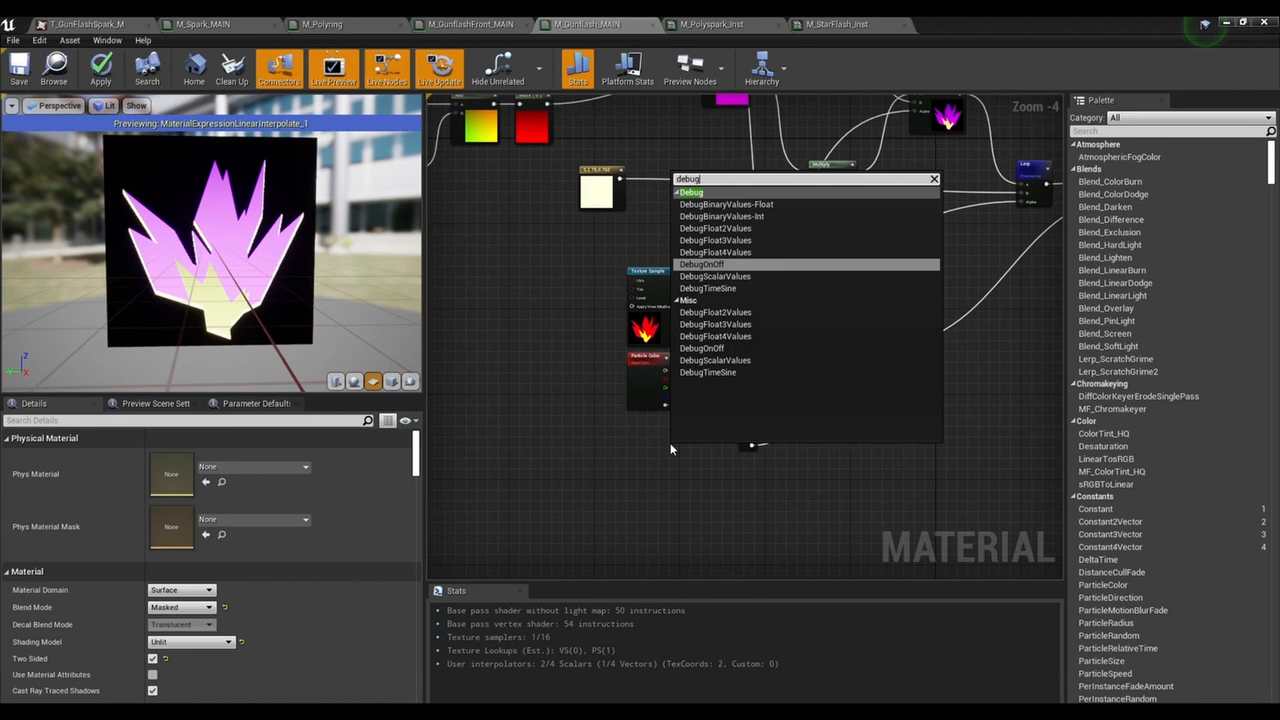 T_GunFlashSpark_M
M_Spark_MAIN
M_Polyring
M_GunflashFront_MAIN
M_Gunflash_MAIN
M_Polyspark_Inst
M_StarFlash_Inst
File Edit Asset Window Help
Save Browse Apply Search Home Clean Up Connectors Live Preview Live Nodes Live Update Hide Unrelated Stats Platform Stats Preview Nodes Hierarchy
Perspective Lit Show
Previewing: MaterialExpressionLinearInterpolate_1
Zoom -4
Multiply
Lerp
Texture Sample
UVs
Tex
Level
Particle Color
debug
Debug
DebugBinaryValues-Float
DebugBinaryValues-Int
DebugFloat2Values
DebugFloat3Values
DebugFloat4Values
DebugOnOff
DebugScalarValues
DebugTimeSine
Misc
DebugFloat2Values
DebugFloat3Values
DebugFloat4Values
DebugOnOff
DebugScalarValues
DebugTimeSine
MATERIAL
Details Preview Scene Sett Parameter Default
Search Details
Physical Material
Phys Material None None
Phys Material Mask None None
Material
Material Domain Surface
Blend Mode Masked
Decal Blend Mode Translucent
Shading Model Unlit
Two Sided
Use Material Attributes
Cast Ray Traced Shadows
Stats
Base pass shader without light map: 50 instructions
Base pass vertex shader: 54 instructions
Texture samplers: 1/16
Texture Lookups (Est.): VS(0), PS(1)
User interpolators: 2/4 Scalars (1/4 Vectors) (TexCoords: 2, Custom: 0)
Palette
Category: All
Search
Atmosphere
AtmosphericFogColor
Blends
Blend_ColorBurn
Blend_ColorDodge
Blend_Darken
Blend_Difference
Blend_Exclusion
Blend_HardLight
Blend_Lighten
Blend_LinearBurn
Blend_LinearDodge
Blend_LinearLight
Blend_Overlay
Blend_PinLight
Blend_Screen
Blend_SoftLight
Lerp_ScratchGrime
Lerp_ScratchGrime2
Chromakeying
DiffColorKeyerErodeSinglePass
MF_Chromakeyer
Color
ColorTint_HQ
Desaturation
LinearTosRGB
MF_ColorTint_HQ
sRGBToLinear
Constants
Constant 1
Constant2Vector 2
Constant3Vector 3
Constant4Vector 4
DeltaTime
DistanceCullFade
ParticleColor
ParticleDirection
ParticleMotionBlurFade
ParticleRadius
ParticleRandom
ParticleRelativeTime
ParticleSize
ParticleSpeed
PerInstanceFadeAmount
PerInstanceRandom